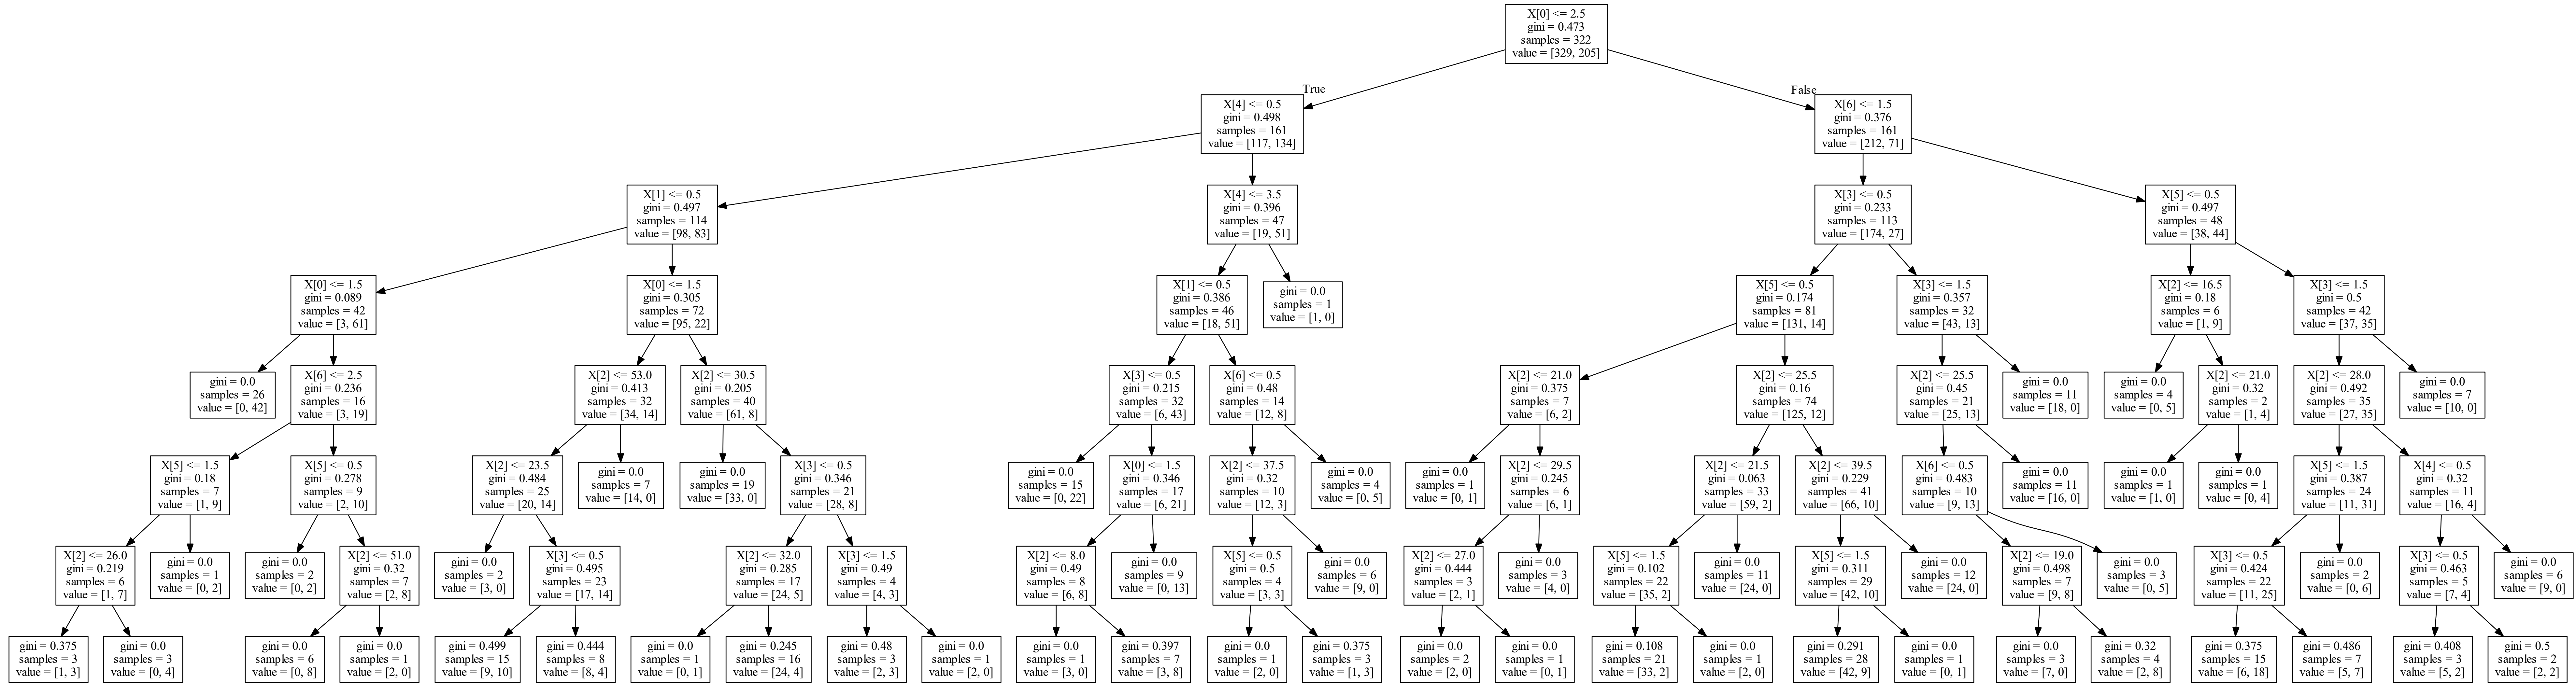 X[0] <= 2.5
gini = 0.473
samples = 322
value = [329, 205]
True
False
X[4] <= 0.5
gini = 0.498
samples = 161
value = [117, 134]
X[6] <= 1.5
gini = 0.376
samples = 161
value = [212, 71]
X[1] <= 0.5
gini = 0.497
samples = 114
value = [98, 83]
X[4] <= 3.5
gini = 0.396
samples = 47
value = [19, 51]
X[3] <= 0.5
gini = 0.233
samples = 113
value = [174, 27]
X[5] <= 0.5
gini = 0.497
samples = 48
value = [38, 44]
X[0] <= 1.5
gini = 0.089
samples = 42
value = [3, 61]
X[0] <= 1.5
gini = 0.305
samples = 72
value = [95, 22]
X[1] <= 0.5
gini = 0.386
samples = 46
value = [18, 51]
gini = 0.0
samples = 1
value = [1, 0]
X[5] <= 0.5
gini = 0.174
samples = 81
value = [131, 14]
X[3] <= 1.5
gini = 0.357
samples = 32
value = [43, 13]
X[2] <= 16.5
gini = 0.18
samples = 6
value = [1, 9]
X[3] <= 1.5
gini = 0.5
samples = 42
value = [37, 35]
gini = 0.0
samples = 26
value = [0, 42]
X[6] <= 2.5
gini = 0.236
samples = 16
value = [3, 19]
X[2] <= 53.0
gini = 0.413
samples = 32
value = [34, 14]
X[2] <= 30.5
gini = 0.205
samples = 40
value = [61, 8]
X[3] <= 0.5
gini = 0.215
samples = 32
value = [6, 43]
X[6] <= 0.5
gini = 0.48
samples = 14
value = [12, 8]
X[2] <= 21.0
gini = 0.375
samples = 7
value = [6, 2]
X[2] <= 25.5
gini = 0.16
samples = 74
value = [125, 12]
X[2] <= 25.5
gini = 0.45
samples = 21
value = [25, 13]
gini = 0.0
samples = 11
value = [18, 0]
gini = 0.0
samples = 4
value = [0, 5]
X[2] <= 21.0
gini = 0.32
samples = 2
value = [1, 4]
X[2] <= 28.0
gini = 0.492
samples = 35
value = [27, 35]
gini = 0.0
samples = 7
value = [10, 0]
X[5] <= 1.5
gini = 0.18
samples = 7
value = [1, 9]
X[5] <= 0.5
gini = 0.278
samples = 9
value = [2, 10]
X[2] <= 23.5
gini = 0.484
samples = 25
value = [20, 14]
gini = 0.0
samples = 7
value = [14, 0]
gini = 0.0
samples = 19
value = [33, 0]
X[3] <= 0.5
gini = 0.346
samples = 21
value = [28, 8]
gini = 0.0
samples = 15
value = [0, 22]
X[0] <= 1.5
gini = 0.346
samples = 17
value = [6, 21]
X[2] <= 37.5
gini = 0.32
samples = 10
value = [12, 3]
gini = 0.0
samples = 4
value = [0, 5]
gini = 0.0
samples = 1
value = [0, 1]
X[2] <= 29.5
gini = 0.245
samples = 6
value = [6, 1]
X[2] <= 21.5
gini = 0.063
samples = 33
value = [59, 2]
X[2] <= 39.5
gini = 0.229
samples = 41
value = [66, 10]
X[6] <= 0.5
gini = 0.483
samples = 10
value = [9, 13]
gini = 0.0
samples = 11
value = [16, 0]
gini = 0.0
samples = 1
value = [1, 0]
gini = 0.0
samples = 1
value = [0, 4]
X[5] <= 1.5
gini = 0.387
samples = 24
value = [11, 31]
X[4] <= 0.5
gini = 0.32
samples = 11
value = [16, 4]
X[2] <= 26.0
gini = 0.219
samples = 6
value = [1, 7]
gini = 0.0
samples = 1
value = [0, 2]
gini = 0.0
samples = 2
value = [0, 2]
X[2] <= 51.0
gini = 0.32
samples = 7
value = [2, 8]
gini = 0.0
samples = 2
value = [3, 0]
X[3] <= 0.5
gini = 0.495
samples = 23
value = [17, 14]
X[2] <= 32.0
gini = 0.285
samples = 17
value = [24, 5]
X[3] <= 1.5
gini = 0.49
samples = 4
value = [4, 3]
X[2] <= 8.0
gini = 0.49
samples = 8
value = [6, 8]
gini = 0.0
samples = 9
value = [0, 13]
X[5] <= 0.5
gini = 0.5
samples = 4
value = [3, 3]
gini = 0.0
samples = 6
value = [9, 0]
X[2] <= 27.0
gini = 0.444
samples = 3
value = [2, 1]
gini = 0.0
samples = 3
value = [4, 0]
X[5] <= 1.5
gini = 0.102
samples = 22
value = [35, 2]
gini = 0.0
samples = 11
value = [24, 0]
X[5] <= 1.5
gini = 0.311
samples = 29
value = [42, 10]
gini = 0.0
samples = 12
value = [24, 0]
X[2] <= 19.0
gini = 0.498
samples = 7
value = [9, 8]
gini = 0.0
samples = 3
value = [0, 5]
X[3] <= 0.5
gini = 0.424
samples = 22
value = [11, 25]
gini = 0.0
samples = 2
value = [0, 6]
X[3] <= 0.5
gini = 0.463
samples = 5
value = [7, 4]
gini = 0.0
samples = 6
value = [9, 0]
gini = 0.375
samples = 3
value = [1, 3]
gini = 0.0
samples = 3
value = [0, 4]
gini = 0.0
samples = 6
value = [0, 8]
gini = 0.0
samples = 1
value = [2, 0]
gini = 0.499
samples = 15
value = [9, 10]
gini = 0.444
samples = 8
value = [8, 4]
gini = 0.0
samples = 1
value = [0, 1]
gini = 0.245
samples = 16
value = [24, 4]
gini = 0.48
samples = 3
value = [2, 3]
gini = 0.0
samples = 1
value = [2, 0]
gini = 0.0
samples = 1
value = [3, 0]
gini = 0.397
samples = 7
value = [3, 8]
gini = 0.0
samples = 1
value = [2, 0]
gini = 0.375
samples = 3
value = [1, 3]
gini = 0.0
samples = 2
value = [2, 0]
gini = 0.0
samples = 1
value = [0, 1]
gini = 0.108
samples = 21
value = [33, 2]
gini = 0.0
samples = 1
value = [2, 0]
gini = 0.291
samples = 28
value = [42, 9]
gini = 0.0
samples = 1
value = [0, 1]
gini = 0.0
samples = 3
value = [7, 0]
gini = 0.32
samples = 4
value = [2, 8]
gini = 0.375
samples = 15
value = [6, 18]
gini = 0.486
samples = 7
value = [5, 7]
gini = 0.408
samples = 3
value = [5, 2]
gini = 0.5
samples = 2
value = [2, 2]